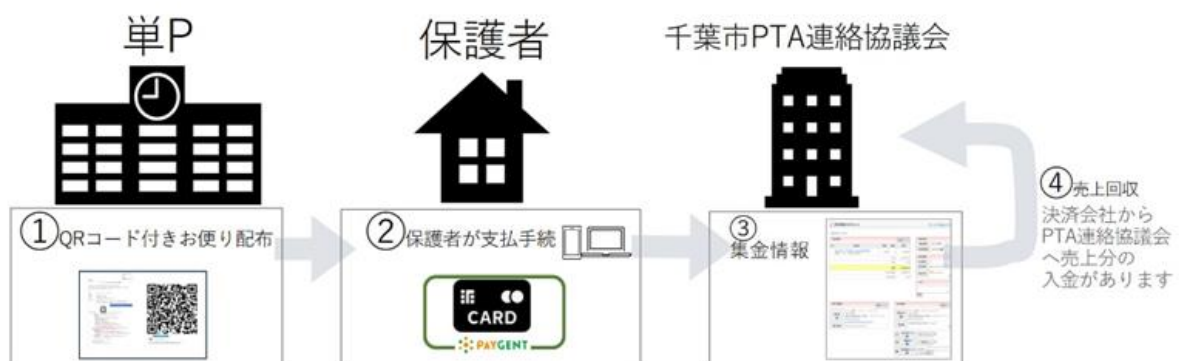 単P
保護者
千葉市PTA連絡協議会
①QRコード付きお便り配布
②保護者が支払手続
CARD
PAYGENT
③
集金情報
④売上回収
決済会社から
PTA連絡協議会
へ売上分の
入金があります